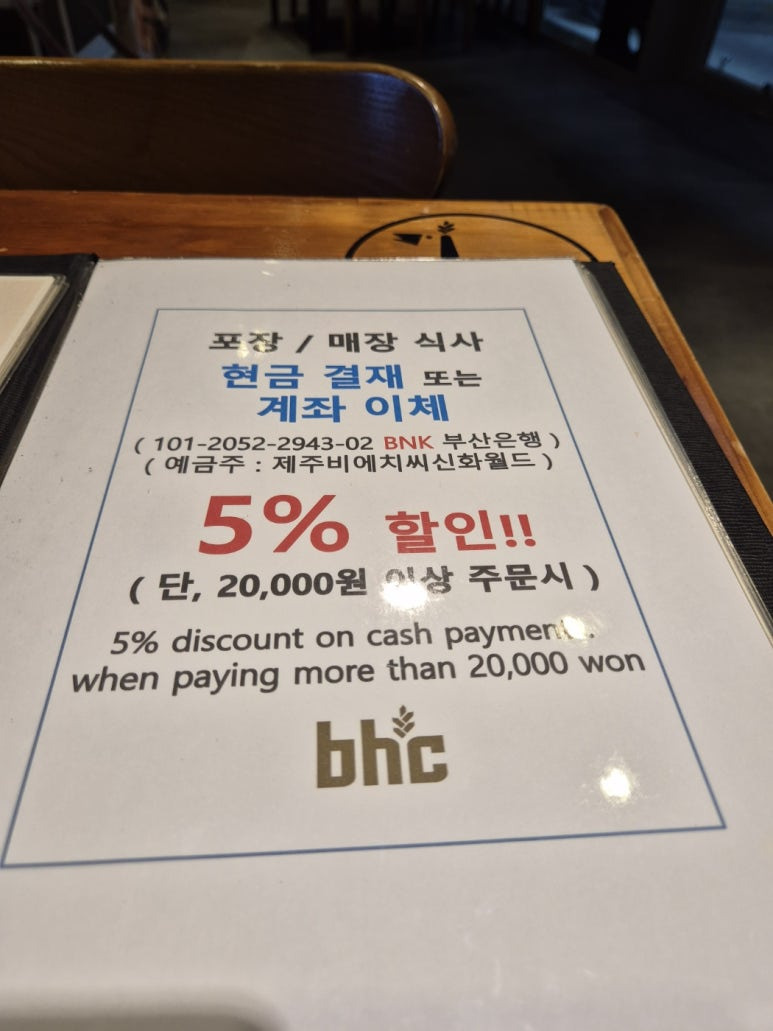 포장 / 매장 식사
현금 결재 또는
계좌 이체
( 101-2052-2943-02 BNK 부산은행 )
( 예금주 : 제주비에치씨신화월드 )
5% 할인!!
( 단, 20,000원 이상 주문시 )
5% discount on cash payment.
when paying more than 20,000 won
bhc